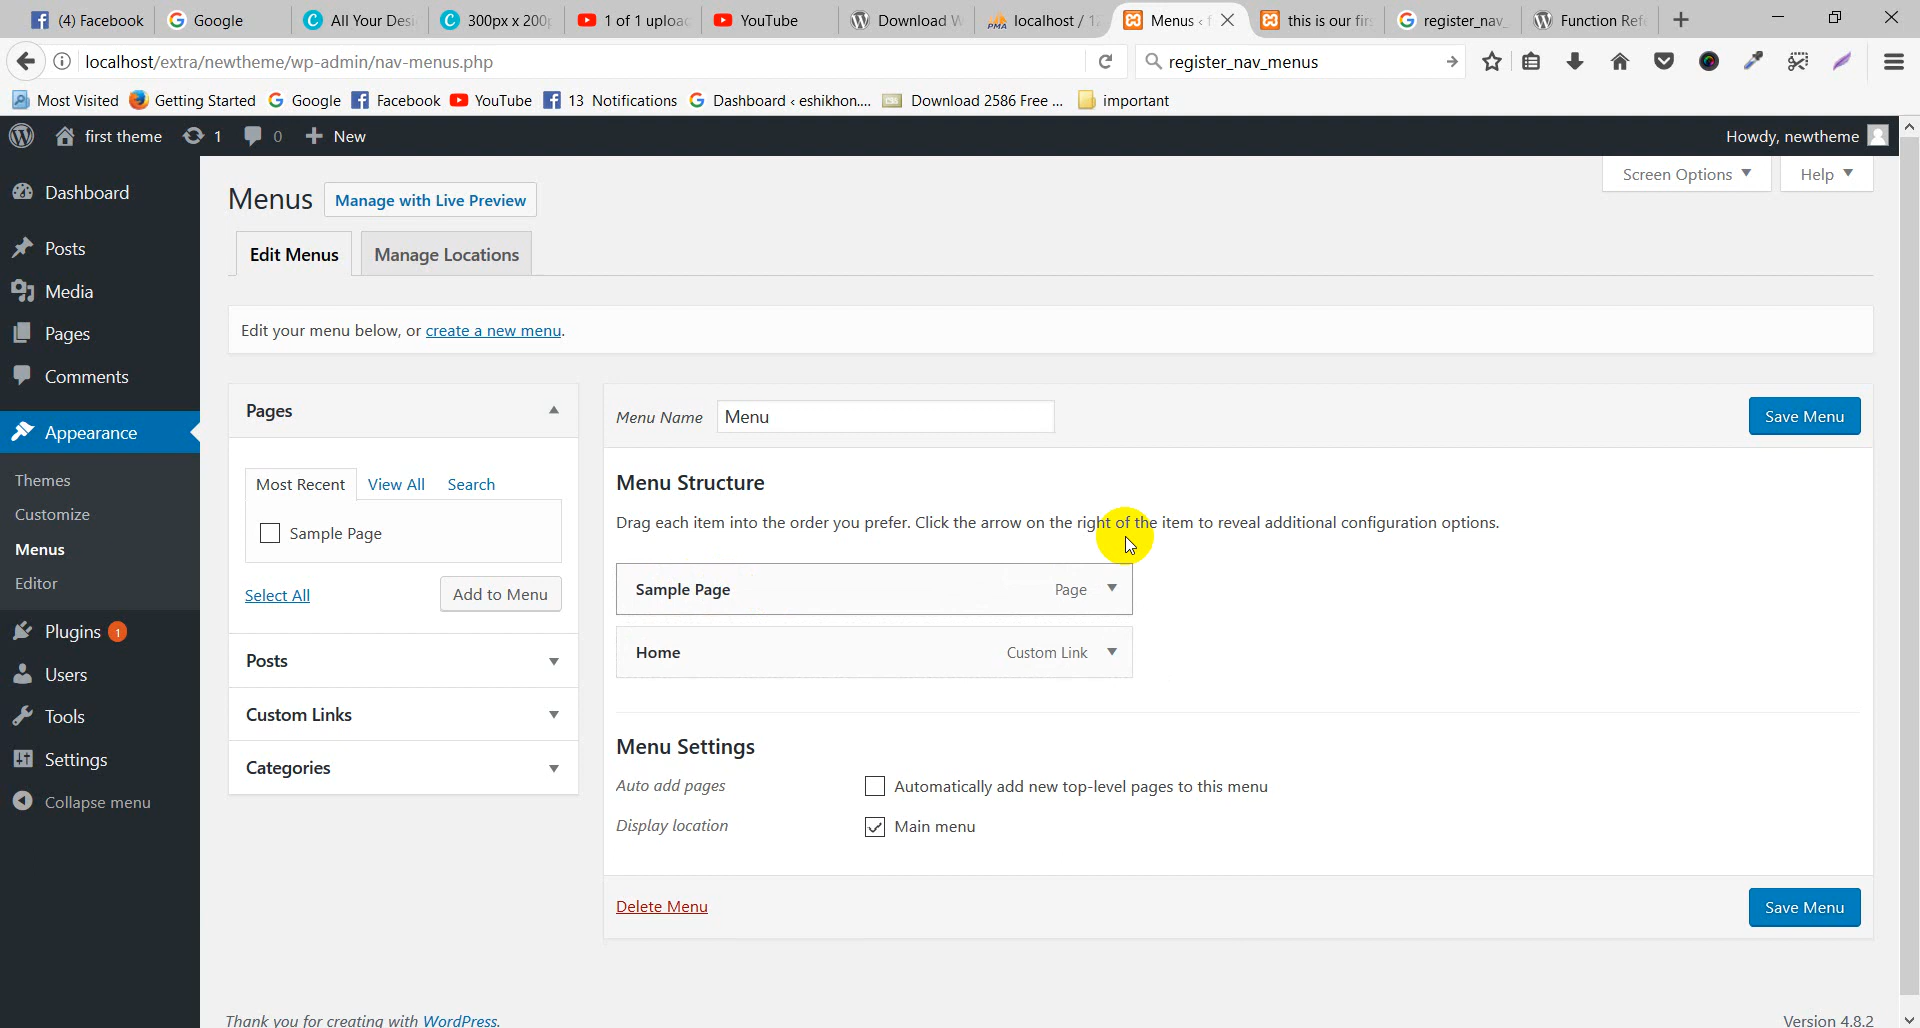 (4) Facebook
Google
All Your Desi
300px x 200p
1 of 1 upload
YouTube
Download W
localhost / 12
Menus ‹ f
this is our firs
register_nav_
Function Refe
localhost/extra/newtheme/wp-admin/nav-menus.php
register_nav_menus
Most Visited
Getting Started
Google
Facebook
YouTube
13 Notifications
Dashboard ‹ eshikhon....
Download 2586 Free ...
important
first theme
1
0
New
Howdy, newtheme
Dashboard
Posts
Media
Pages
Comments
Appearance
Themes
Customize
Menus
Editor
Plugins 1
Users
Tools
Settings
Collapse menu
Screen Options
Help
Menus
Manage with Live Preview
Edit Menus
Manage Locations
Edit your menu below, or create a new menu.
Pages
Most Recent
View All
Search
Sample Page
Select All
Add to Menu
Posts
Custom Links
Categories
Menu Name
Menu
Save Menu
Menu Structure
Drag each item into the order you prefer. Click the arrow on the right of the item to reveal additional configuration options.
Sample Page
Page
Home
Custom Link
Menu Settings
Auto add pages
Automatically add new top-level pages to this menu
Display location
Main menu
Delete Menu
Save Menu
Thank you for creating with WordPress.
Version 4.8.2